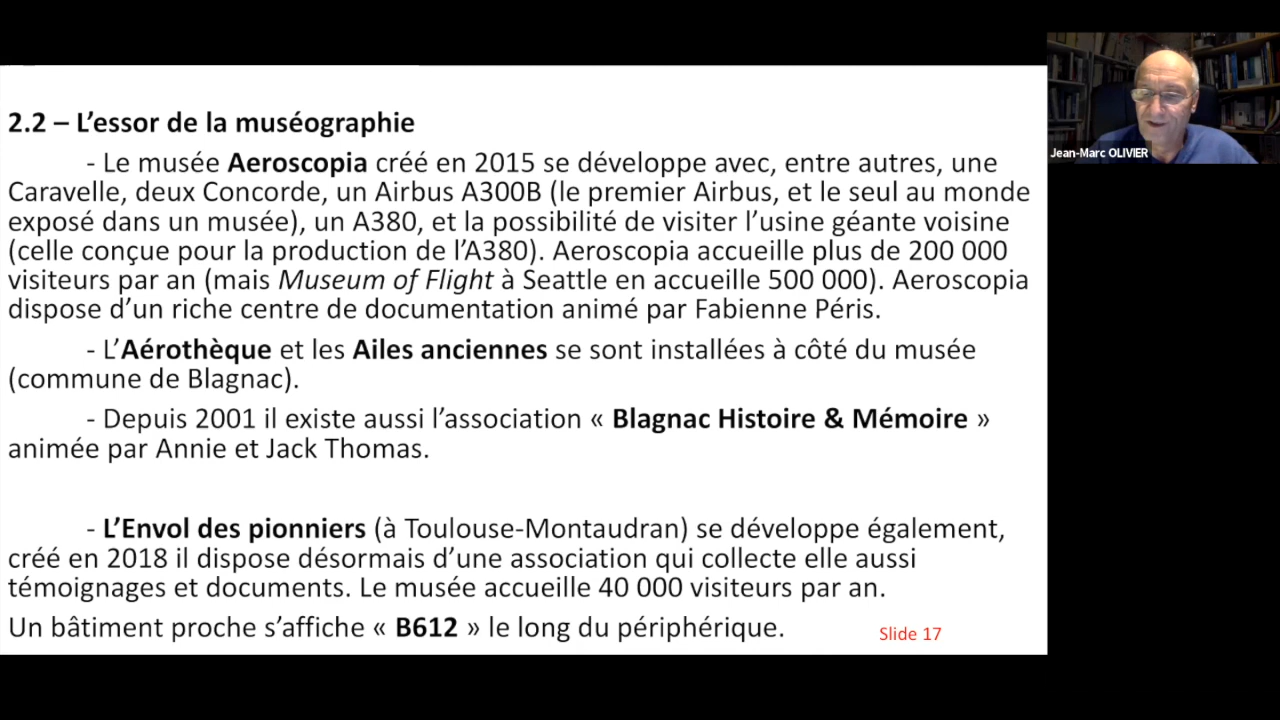 2.2 – L’essor de la muséographie
- Le musée Aeroscopia créé en 2015 se développe avec, entre autres, une
Caravelle, deux Concorde, un Airbus A300B (le premier Airbus, et le seul au monde
exposé dans un musée), un A380, et la possibilité de visiter l’usine géante voisine
(celle conçue pour la production de l’A380). Aeroscopia accueille plus de 200 000
visiteurs par an (mais Museum of Flight à Seattle en accueille 500 000). Aeroscopia
dispose d’un riche centre de documentation animé par Fabienne Péris.
- L’Aérothèque et les Ailes anciennes se sont installées à côté du musée
(commune de Blagnac).
- Depuis 2001 il existe aussi l’association « Blagnac Histoire & Mémoire »
animée par Annie et Jack Thomas.
- L’Envol des pionniers (à Toulouse-Montaudran) se développe également,
créé en 2018 il dispose désormais d’une association qui collecte elle aussi
témoignages et documents. Le musée accueille 40 000 visiteurs par an.
Un bâtiment proche s’affiche « B612 » le long du périphérique.
Slide 17
Jean-Marc OLIVIER